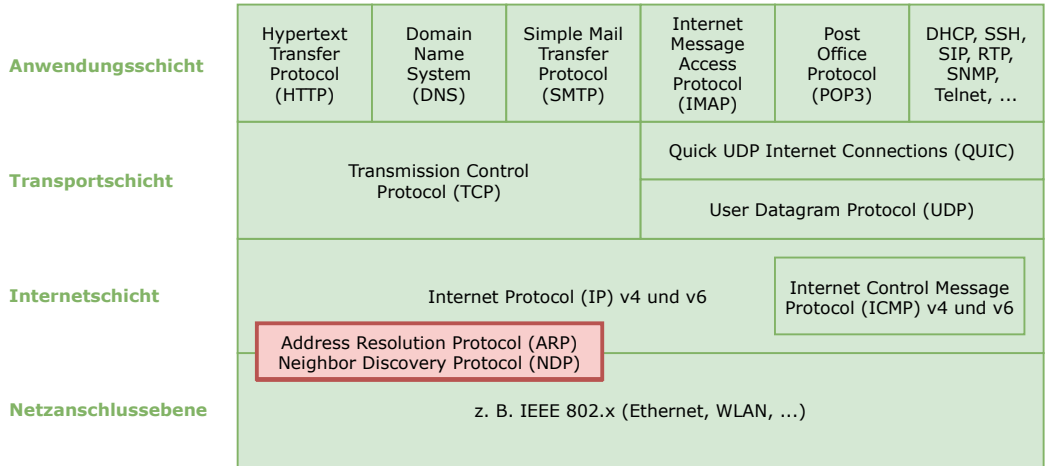 Anwendungsschicht
Hypertext
Transfer
Protocol
(HTTP)
Domain
Name
System
(DNS)
Simple Mail
Transfer
Protocol
(SMTP)
Internet
Message
Access
Protocol
(IMAP)
Post
Office
Protocol
(POP3)
DHCP, SSH,
SIP, RTP,
SNMP,
Telnet, ...
Transportschicht
Transmission Control
Protocol (TCP)
Quick UDP Internet Connections (QUIC)
User Datagram Protocol (UDP)
Internetschicht
Internet Protocol (IP) v4 und v6
Internet Control Message
Protocol (ICMP) v4 und v6
Address Resolution Protocol (ARP)
Neighbor Discovery Protocol (NDP)
Netzanschlussebene
z. B. IEEE 802.x (Ethernet, WLAN, ...)